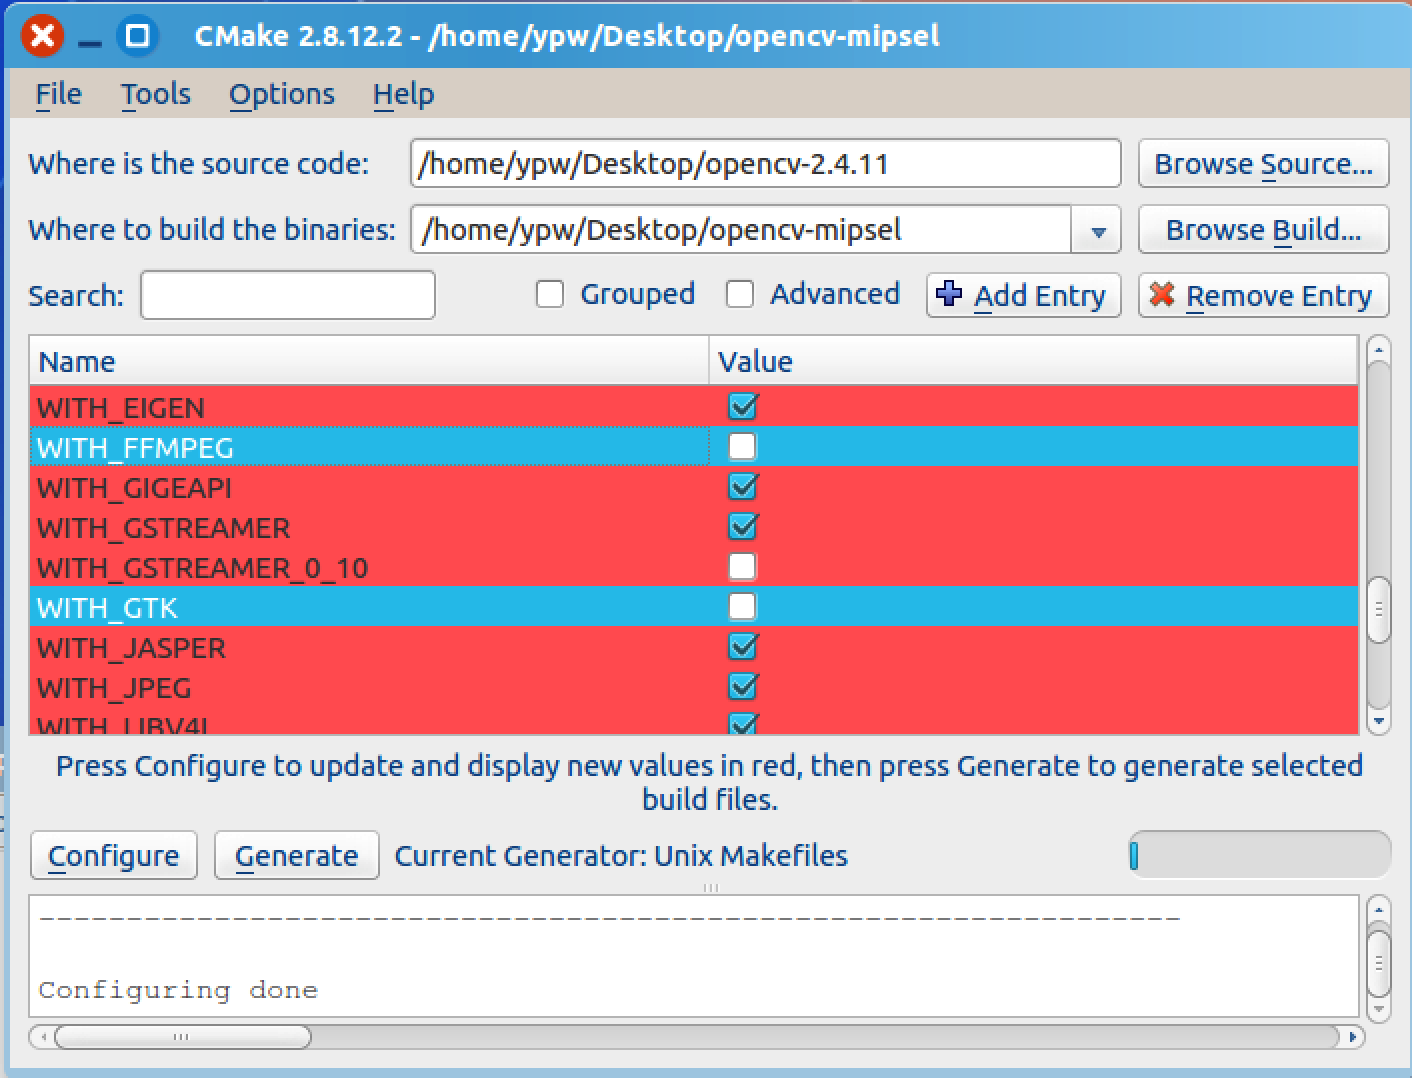 CMake 2.8.12.2 - /home/ypw/Desktop/opencv-mipsel
File Tools Options Help
Where is the source code: /home/ypw/Desktop/opencv-2.4.11 Browse Source...
Where to build the binaries: /home/ypw/Desktop/opencv-mipsel Browse Build...
Search: Grouped Advanced Add Entry Remove Entry
Name Value
WITH_EIGEN
WITH_FFMPEG
WITH_GIGEAPI
WITH_GSTREAMER
WITH_GSTREAMER_0_10
WITH_GTK
WITH_JASPER
WITH_JPEG
WITH_LIBV4L
Press Configure to update and display new values in red, then press Generate to generate selected
build files.
Configure Generate Current Generator: Unix Makefiles
Configuring done